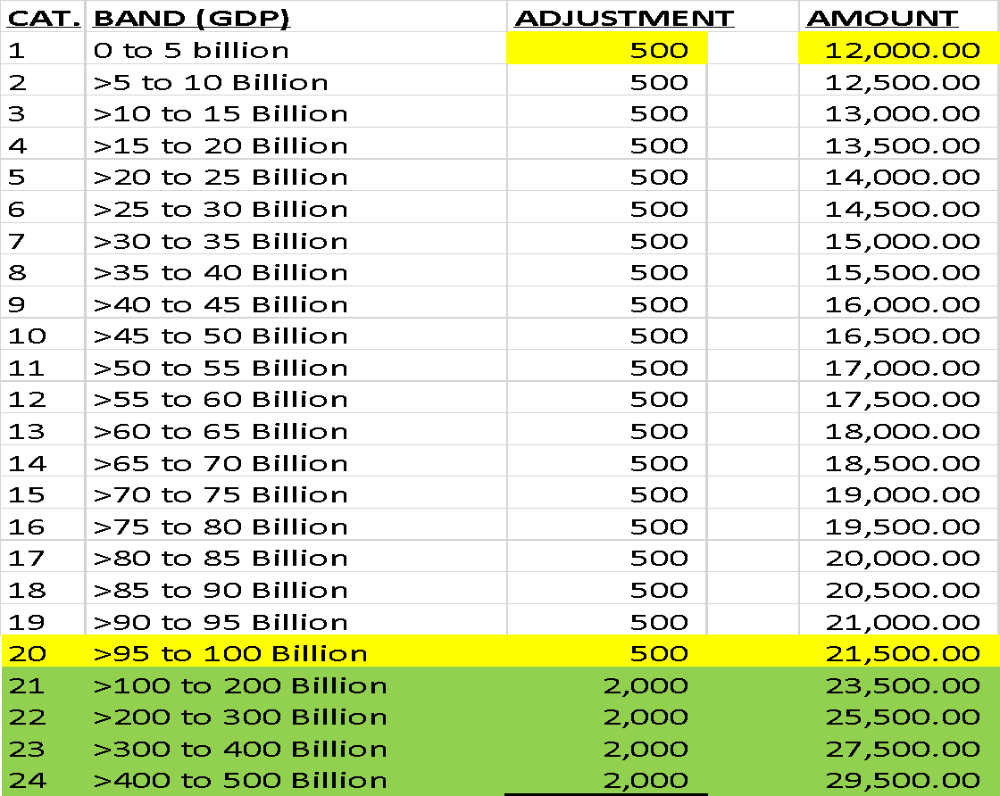 CAT. BAND (GDP) ADJUSTMENT AMOUNT
1 0 to 5 billion 500 12,000.00
2 >5 to 10 Billion 500 12,500.00
3 >10 to 15 Billion 500 13,000.00
4 >15 to 20 Billion 500 13,500.00
5 >20 to 25 Billion 500 14,000.00
6 >25 to 30 Billion 500 14,500.00
7 >30 to 35 Billion 500 15,000.00
8 >35 to 40 Billion 500 15,500.00
9 >40 to 45 Billion 500 16,000.00
10 >45 to 50 Billion 500 16,500.00
11 >50 to 55 Billion 500 17,000.00
12 >55 to 60 Billion 500 17,500.00
13 >60 to 65 Billion 500 18,000.00
14 >65 to 70 Billion 500 18,500.00
15 >70 to 75 Billion 500 19,000.00
16 >75 to 80 Billion 500 19,500.00
17 >80 to 85 Billion 500 20,000.00
18 >85 to 90 Billion 500 20,500.00
19 >90 to 95 Billion 500 21,000.00
20 >95 to 100 Billion 500 21,500.00
21 >100 to 200 Billion 2,000 23,500.00
22 >200 to 300 Billion 2,000 25,500.00
23 >300 to 400 Billion 2,000 27,500.00
24 >400 to 500 Billion 2,000 29,500.00